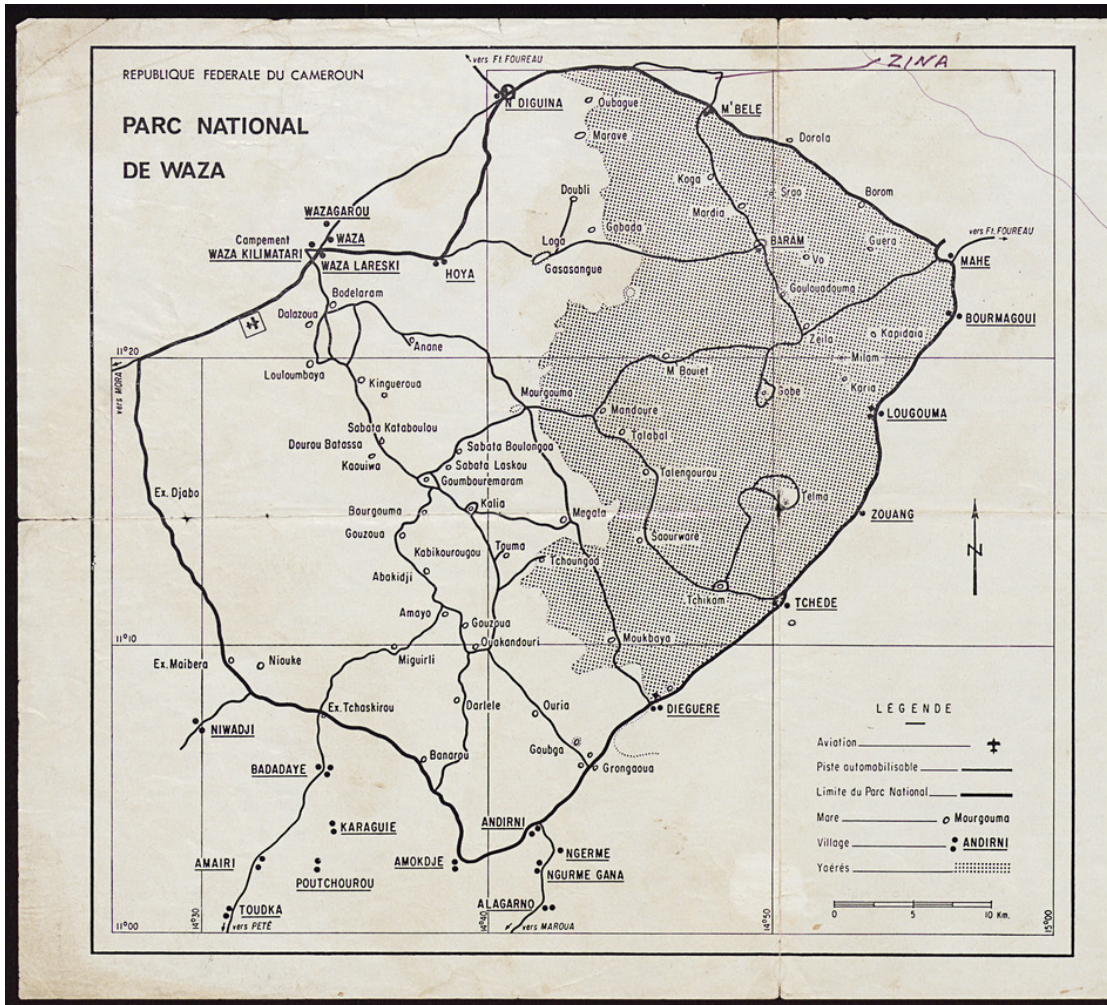 REPUBLIQUE FEDERALE DU CAMEROUN
PARC NATIONAL
DE WAZA
vers Ft. FOUREAU
ZINA
N'DIGUINA
Oubague
M'BELE
Marave
Dorola
Doubli
Koga
Srao
Borom
Mardia
WAZAGAROU
Gobada
vers Ft. FOUREAU
Campement
WAZA
WAZA KILIMATARI
Loga
BARAM
Guera
WAZA LARESKI
Vo
MAHE
HOYA
Gasasangue
Goulouadouma
Bodelaram
Dalazoua
BOURMAGOUI
Anane
Zeila
Kapidaia
11°20
vers MORA
Louloumbaya
M'Bouiet
Milam
Kingueroua
Karia
Mourgouma
Gobe
Mandoure
LOUGOUMA
Sabata Kataboulou
Talabal
Dourou Batassa
Sabata Boulongoa
Kaouiwa
Sabata Laskou
Talengourou
Goumbouremaram
Ex. Djabo
Telma
Bourgouma
Kalia
Magala
ZOUANG
Gouzoua
Saourware
N
Kabikourougou
Touma
Tchoungoa
Abakidji
Tchikam
TCHEDE
Amayo
Gouzoua
11°10
Ouakandouri
Moukbaya
Miguirli
Ex. Maibera
Niouke
Darlele
Ouria
DIEGUERE
Ex. Tchaskirou
NIWADJI
Goubga
Banarou
BADADAYE
Grongaoua
KARAGUIE
ANDIRNI
NGERME
AMAIRI
AMOKDJE
NGURME GANA
POUTCHOUROU
TOUDKA
ALAGARNO
vers PETÉ
vers MAROUA
11°00
14°30
14°40
14°50
15°00
LÉGENDE
Aviation
Piste automobilisable
Limite du Parc National
Mare Mourgouma
Village ANDIRNI
Yaérés
0 5 10 Km.